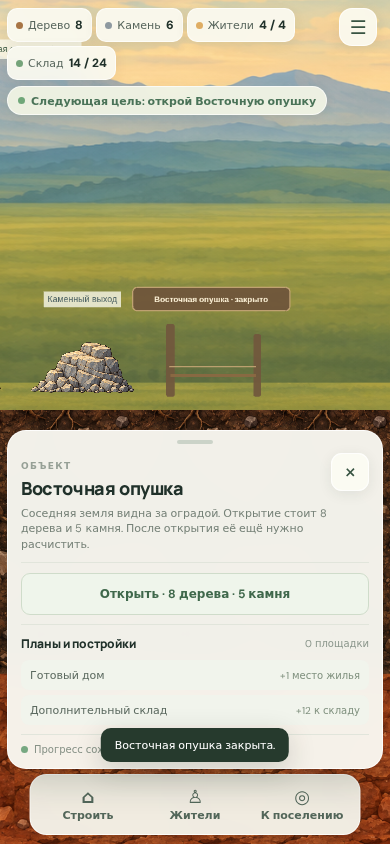 Дерево 8
Камень 6
Жители 4 / 4
Склад 14 / 24
Следующая цель: открой Восточную опушку
Каменный выход
Восточная опушка · закрыто
ОБЪЕКТ
Восточная опушка
Соседняя земля видна за оградой. Открытие стоит 8
дерева и 5 камня. После открытия её ещё нужно
расчистить.
Открыть · 8 дерева · 5 камня
Планы и постройки
0 площадки
Готовый дом
+1 место жилья
Дополнительный склад
+12 к складу
Прогресс
Восточная опушка закрыта.
Строить
Жители
К поселению